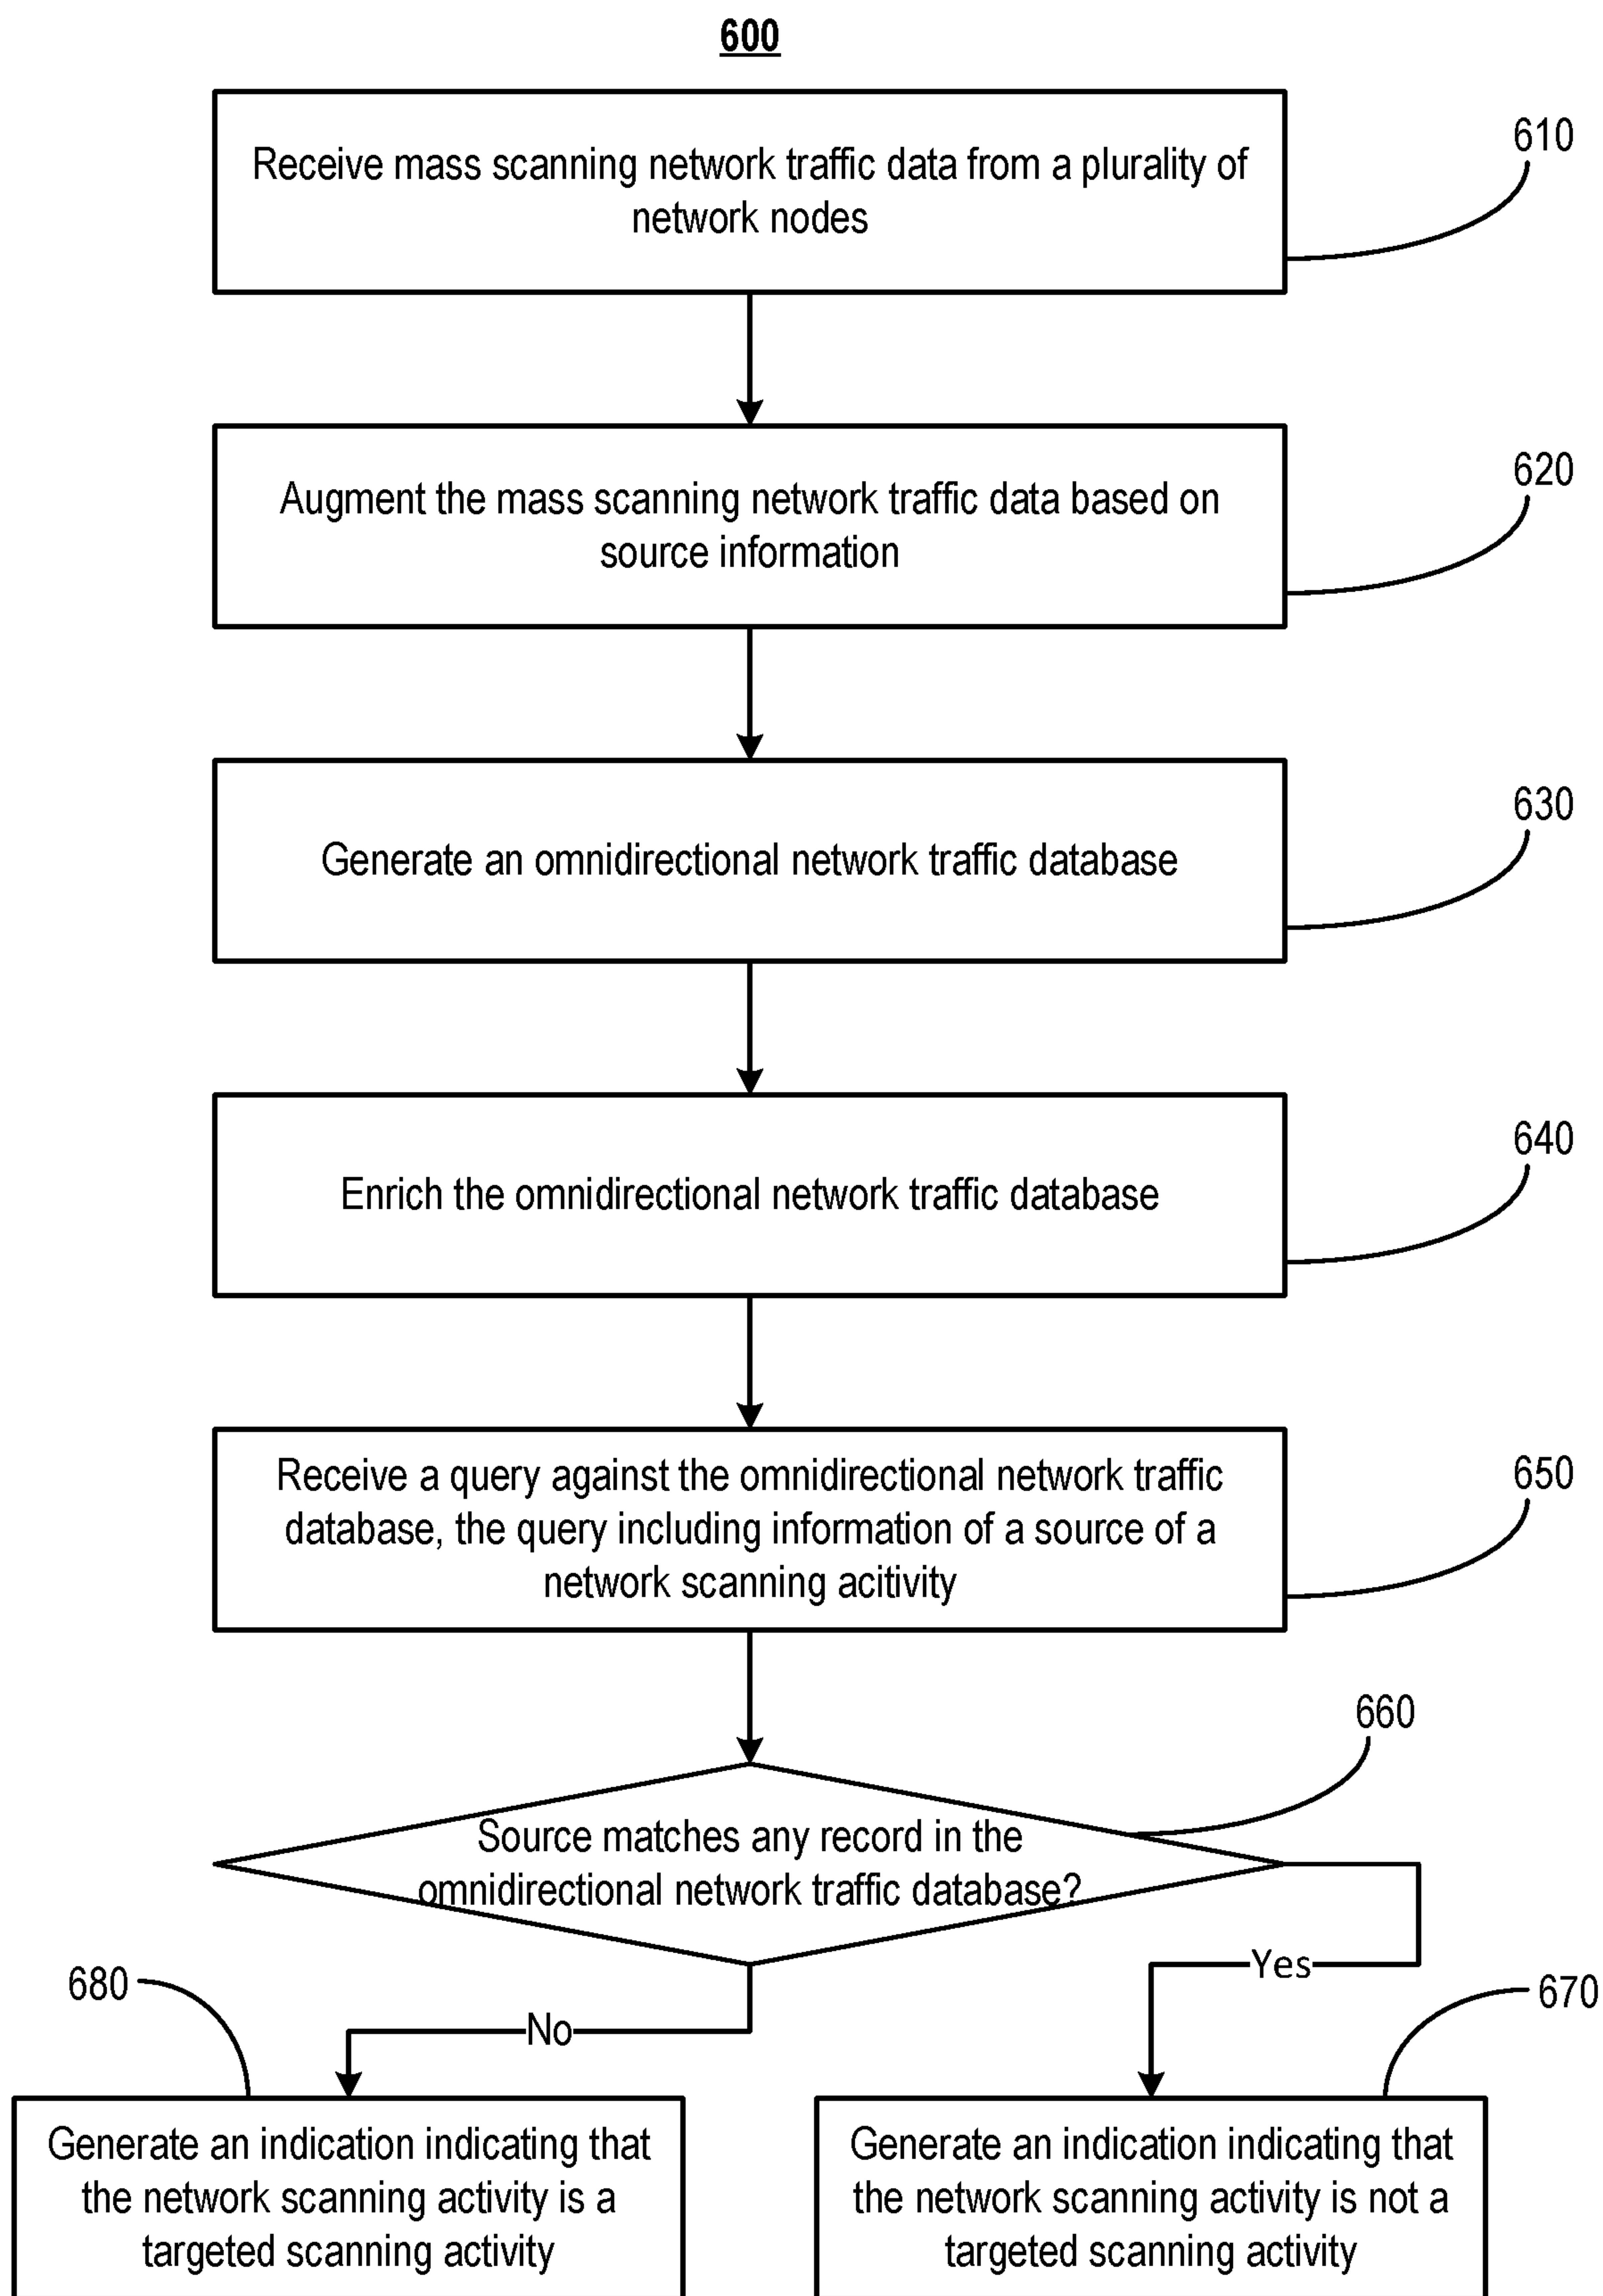 600
Receive mass scanning network traffic data from a plurality of
network nodes
610
Augment the mass scanning network traffic data based on
source information
620
Generate an omnidirectional network traffic database
630
Enrich the omnidirectional network traffic database
640
Receive a query against the omnidirectional network traffic
database, the query including information of a source of a
network scanning acitivity
650
Source matches any record in the
omnidirectional network traffic database?
660
Yes
No
680
670
Generate an indication indicating that
the network scanning activity is a
targeted scanning activity
Generate an indication indicating that
the network scanning activity is not a
targeted scanning activity